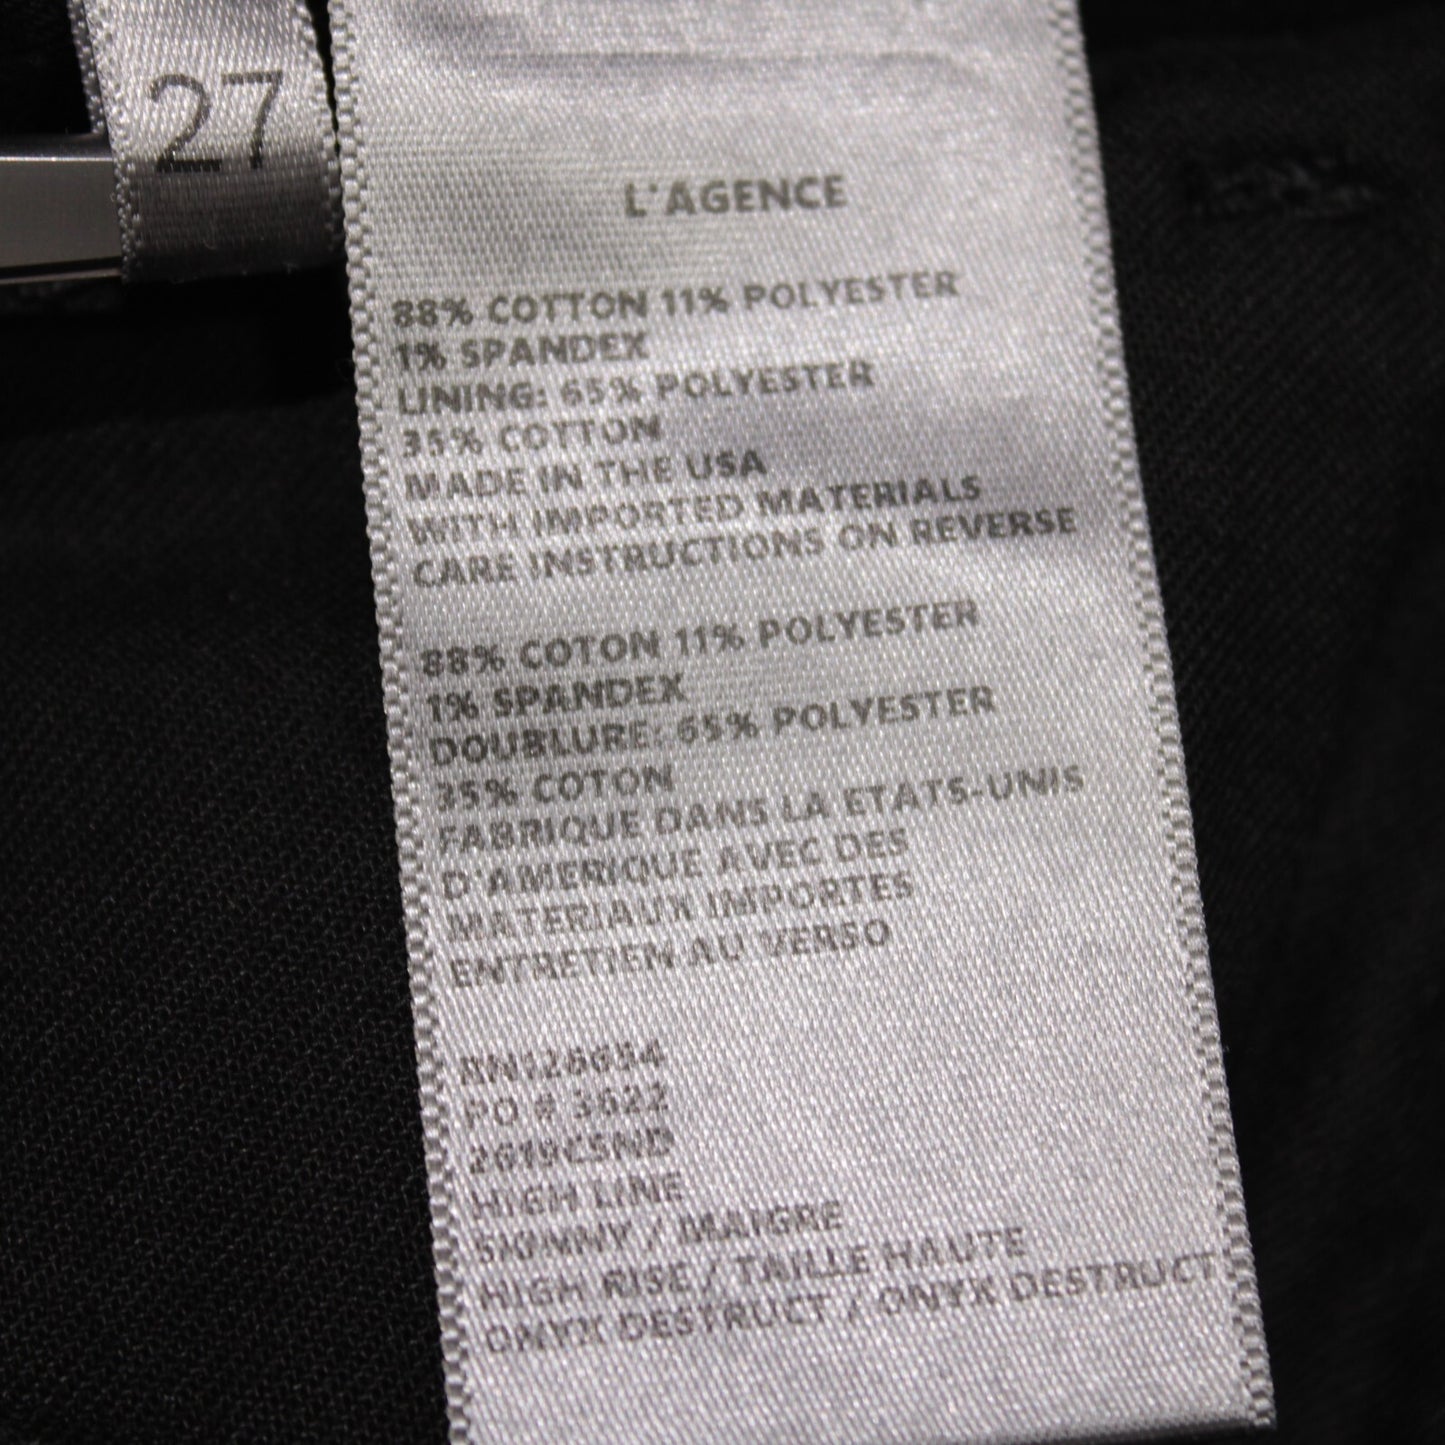 27
L'AGENCE
88% COTTON 11% POLYESTER
1% SPANDEX
LINING: 65% POLYESTER
35% COTTON
MADE IN THE USA
WITH IMPORTED MATERIALS
CARE INSTRUCTIONS ON REVERSE
88% COTON 11% POLYESTER
1% SPANDEX
DOUBLURE: 65% POLYESTER
35% COTON
FABRIQUE DANS LA ETATS-UNIS
D'AMERIQUE AVEC DES
MATERIAUX IMPORTES
ENTRETIEN AU VERSO
RN126654
PO # 3622
2619CSND
HIGH LINE
SKINNY / MAIGRE
HIGH RISE / TAILLE HAUTE
ONYX DESTRUCT / ONYX DESTRUCT